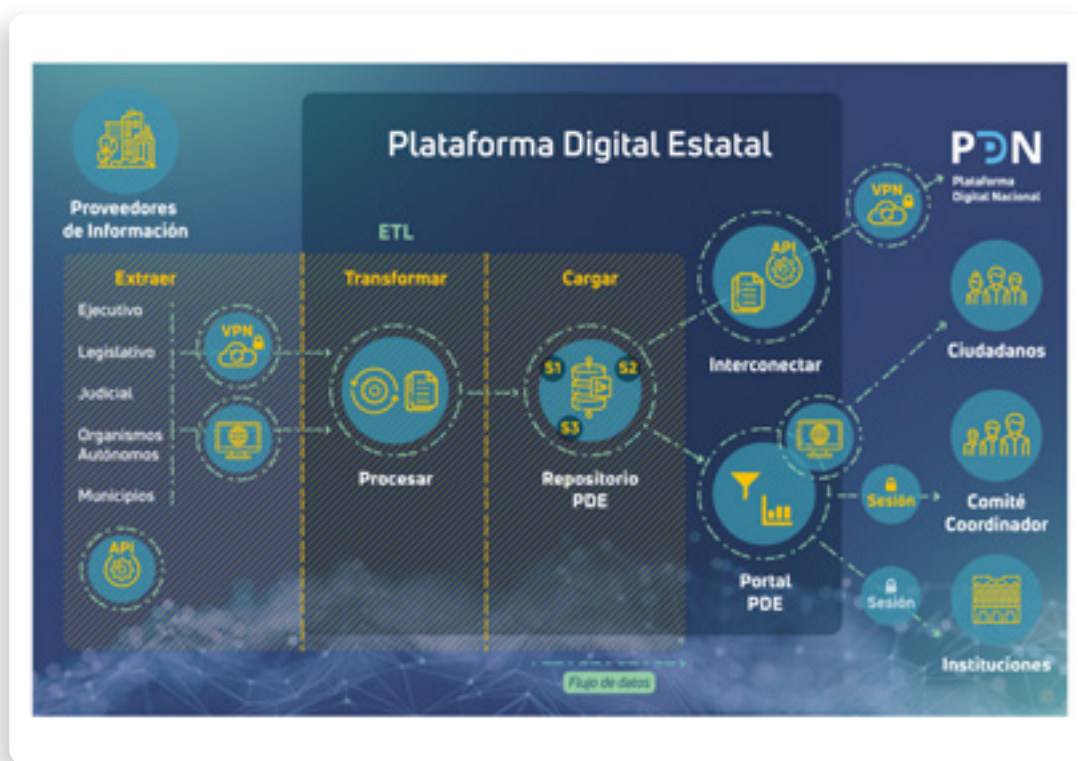 Plataforma Digital Estatal
PDN
Plataforma
Digital Nacional
Proveedores
de Información
ETL
Extraer
Transformar
Cargar
Ejecutivo
Legislativo
Judicial
Organismos
Autónomos
Municipios
VPN
API
Procesar
S1
S2
S3
Repositorio
PDE
API
Interconectar
VPN
Portal
PDE
Ciudadanos
Sesión
Comité
Coordinador
Sesión
Instituciones
Flujo de datos